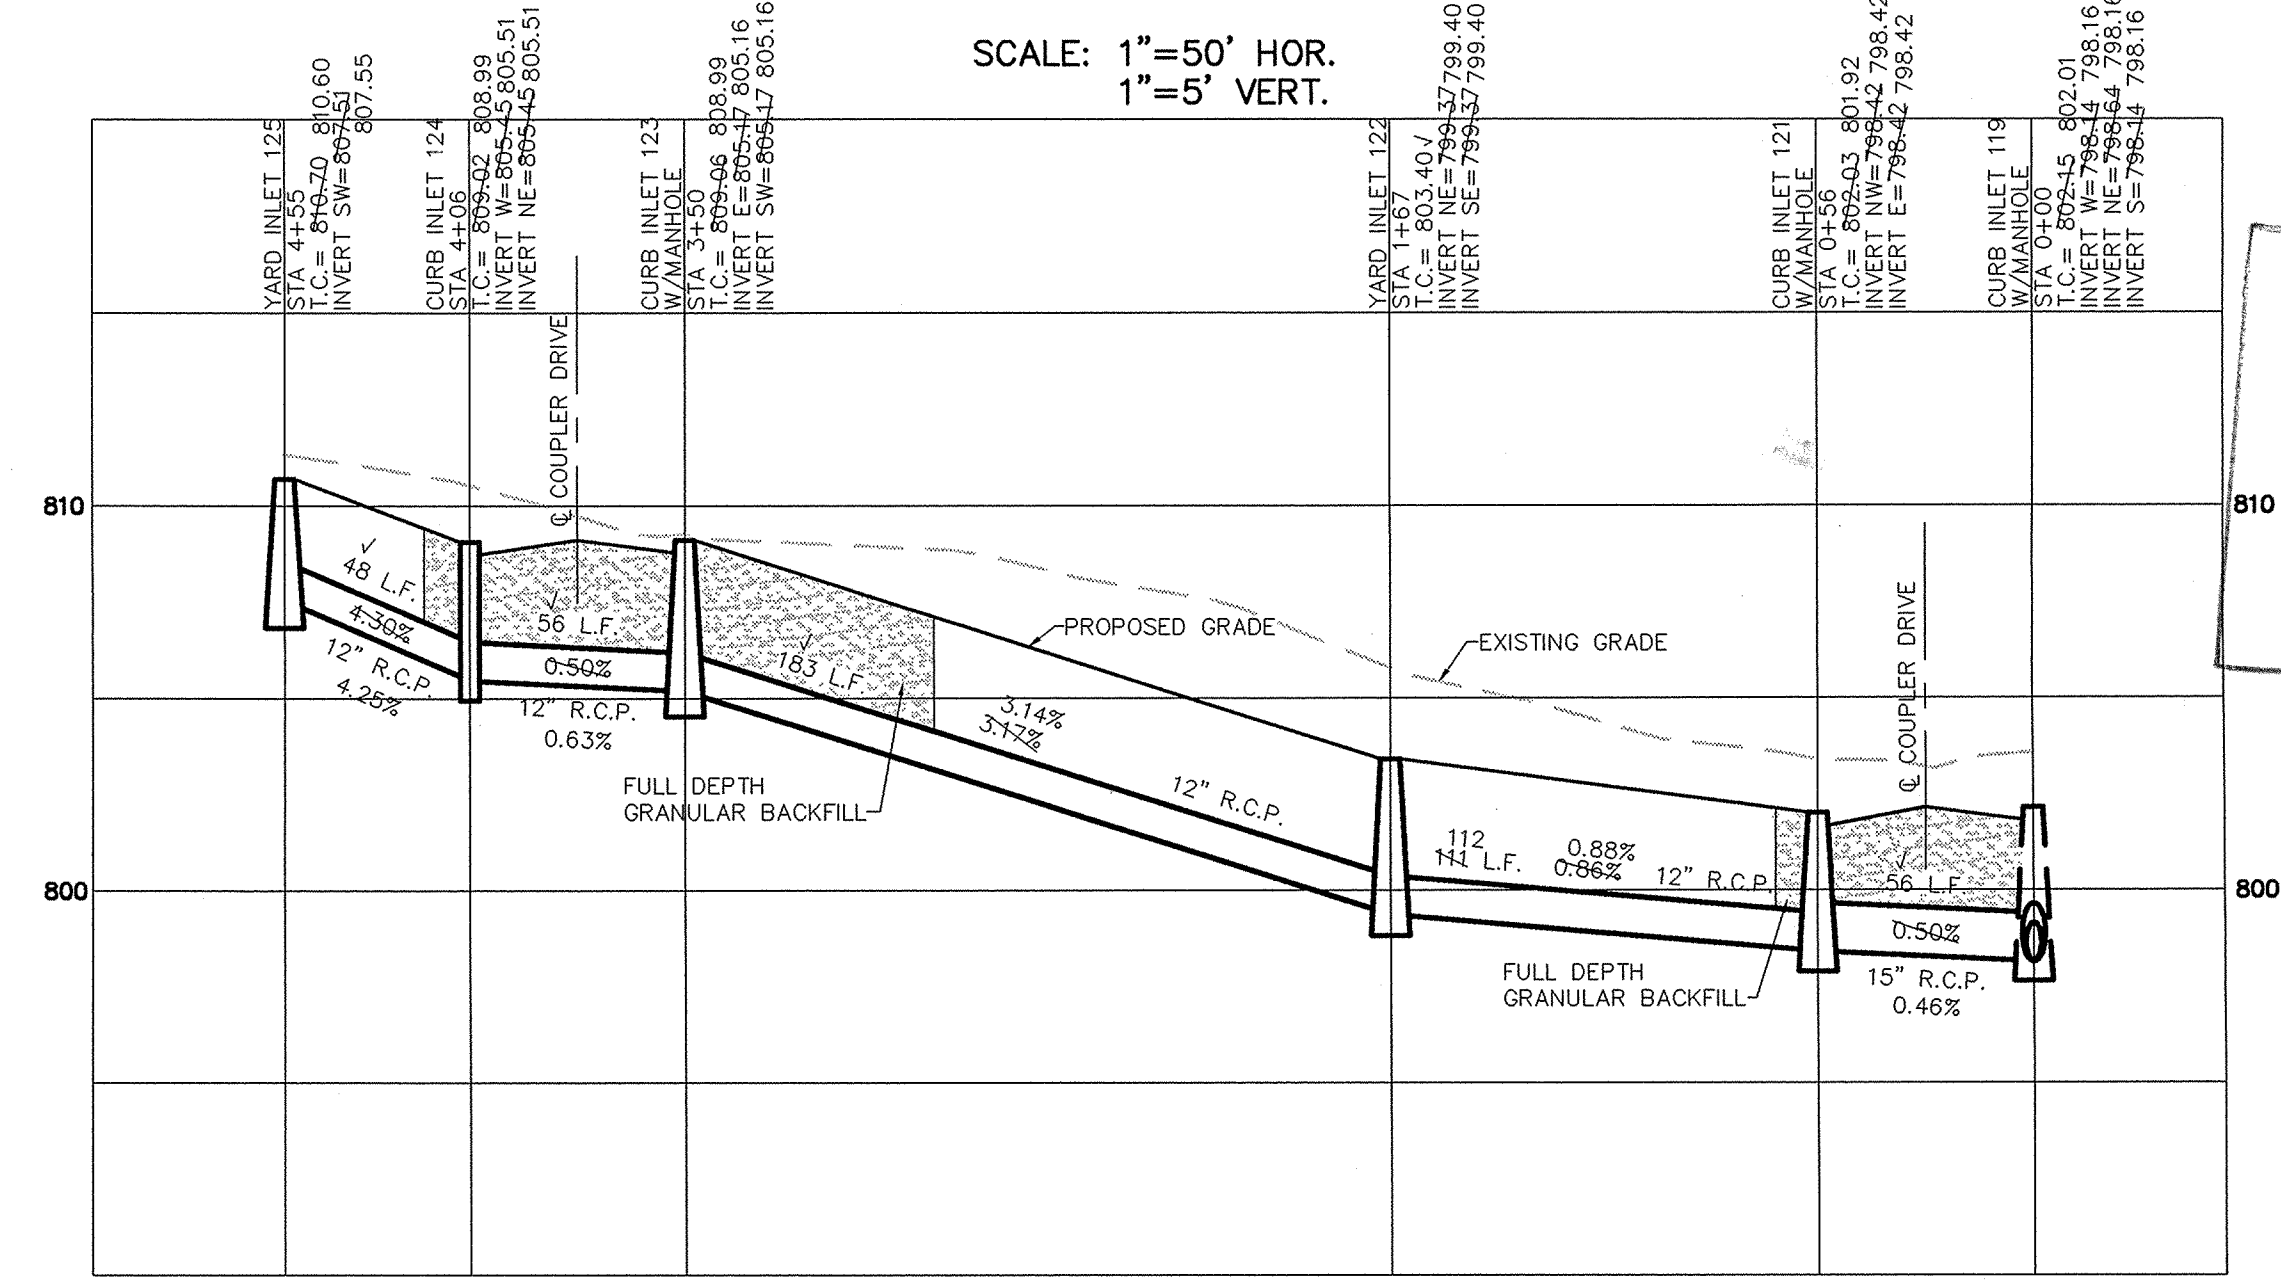 SCALE: 1"=50' HOR.
1"=5' VERT.
YARD INLET 125
STA 4+55
T.C.= 810.70 810.60
INVERT SW=807.51
807.55
CURB INLET 124
STA 4+06
T.C.= 809.02 808.99
INVERT W=805.45 805.51
INVERT NE=805.45 805.51
℄ COUPLER DRIVE
CURB INLET 123
W/MANHOLE
STA 3+50
T.C.= 809.06 808.99
INVERT E=805.17 805.16
INVERT SW=805.17 805.16
YARD INLET 122
STA 1+67
T.C.= 803.40√
INVERT NE=799.37 799.40
INVERT SE=799.37 799.40
CURB INLET 121
W/MANHOLE
STA 0+56
T.C.= 802.03 801.92
INVERT NW=798.42 798.42
INVERT E=798.42 798.42
CURB INLET 119
W/MANHOLE
STA 0+00
T.C.= 802.15 802.01
INVERT W=798.14 798.16
INVERT NE=798.64 798.16
INVERT S=798.14 798.16
810
810
√
48 L.F.
4.30%
12" R.C.P.
4.25%
√
56 L.F.
0.50%
12" R.C.P.
0.63%
√
183 L.F.
PROPOSED GRADE
EXISTING GRADE
3.14%
3.17%
12" R.C.P.
FULL DEPTH
GRANULAR BACKFILL
℄ COUPLER DRIVE
112
111 L.F.
0.88%
0.86%
12" R.C.P.
√
56 L.F.
0.50%
15" R.C.P.
0.46%
800
800
FULL DEPTH
GRANULAR BACKFILL